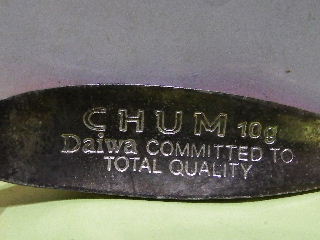 CHUM 10g
Daiwa COMMITTED TO
TOTAL QUALITY